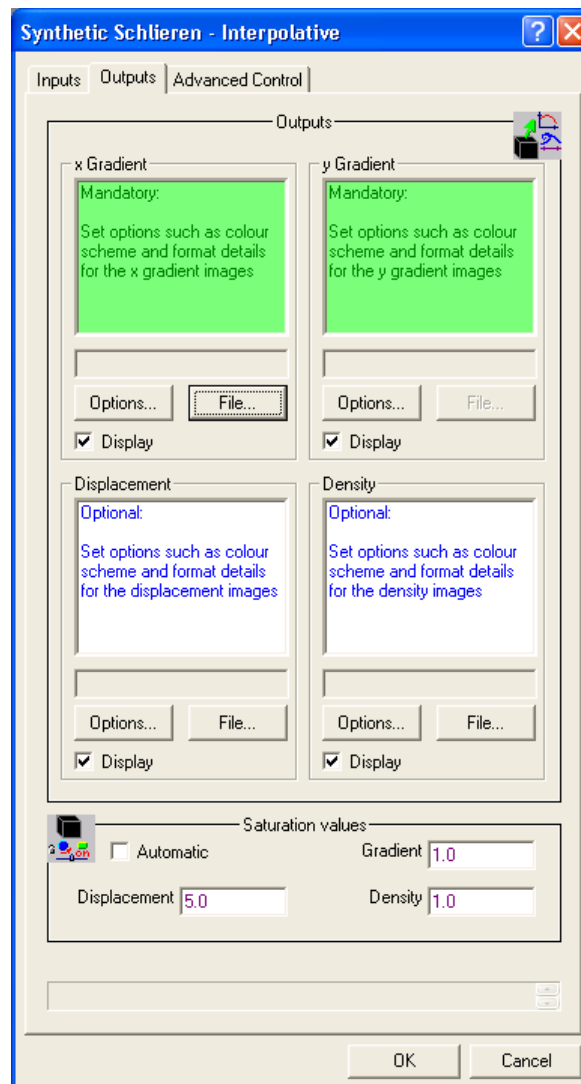 Synthetic Schlieren - Interpolative
Inputs Outputs Advanced Control
Outputs
x Gradient
Mandatory:
Set options such as colour
scheme and format details
for the x gradient images
Options... File...
Display
y Gradient
Mandatory:
Set options such as colour
scheme and format details
for the y gradient images
Options... File...
Display
Displacement
Optional:
Set options such as colour
scheme and format details
for the displacement images
Options... File...
Display
Density
Optional:
Set options such as colour
scheme and format details
for the density images
Options... File...
Display
Saturation values
Automatic
Gradient 1.0
Displacement 5.0
Density 1.0
OK Cancel